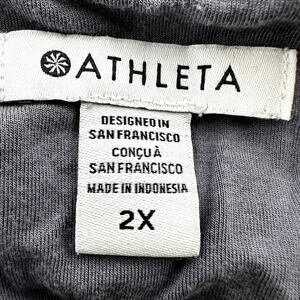 ATHLETA
DESIGNED IN
SAN FRANCISCO
CONÇU À
SAN FRANCISCO
MADE IN INDONESIA
2X